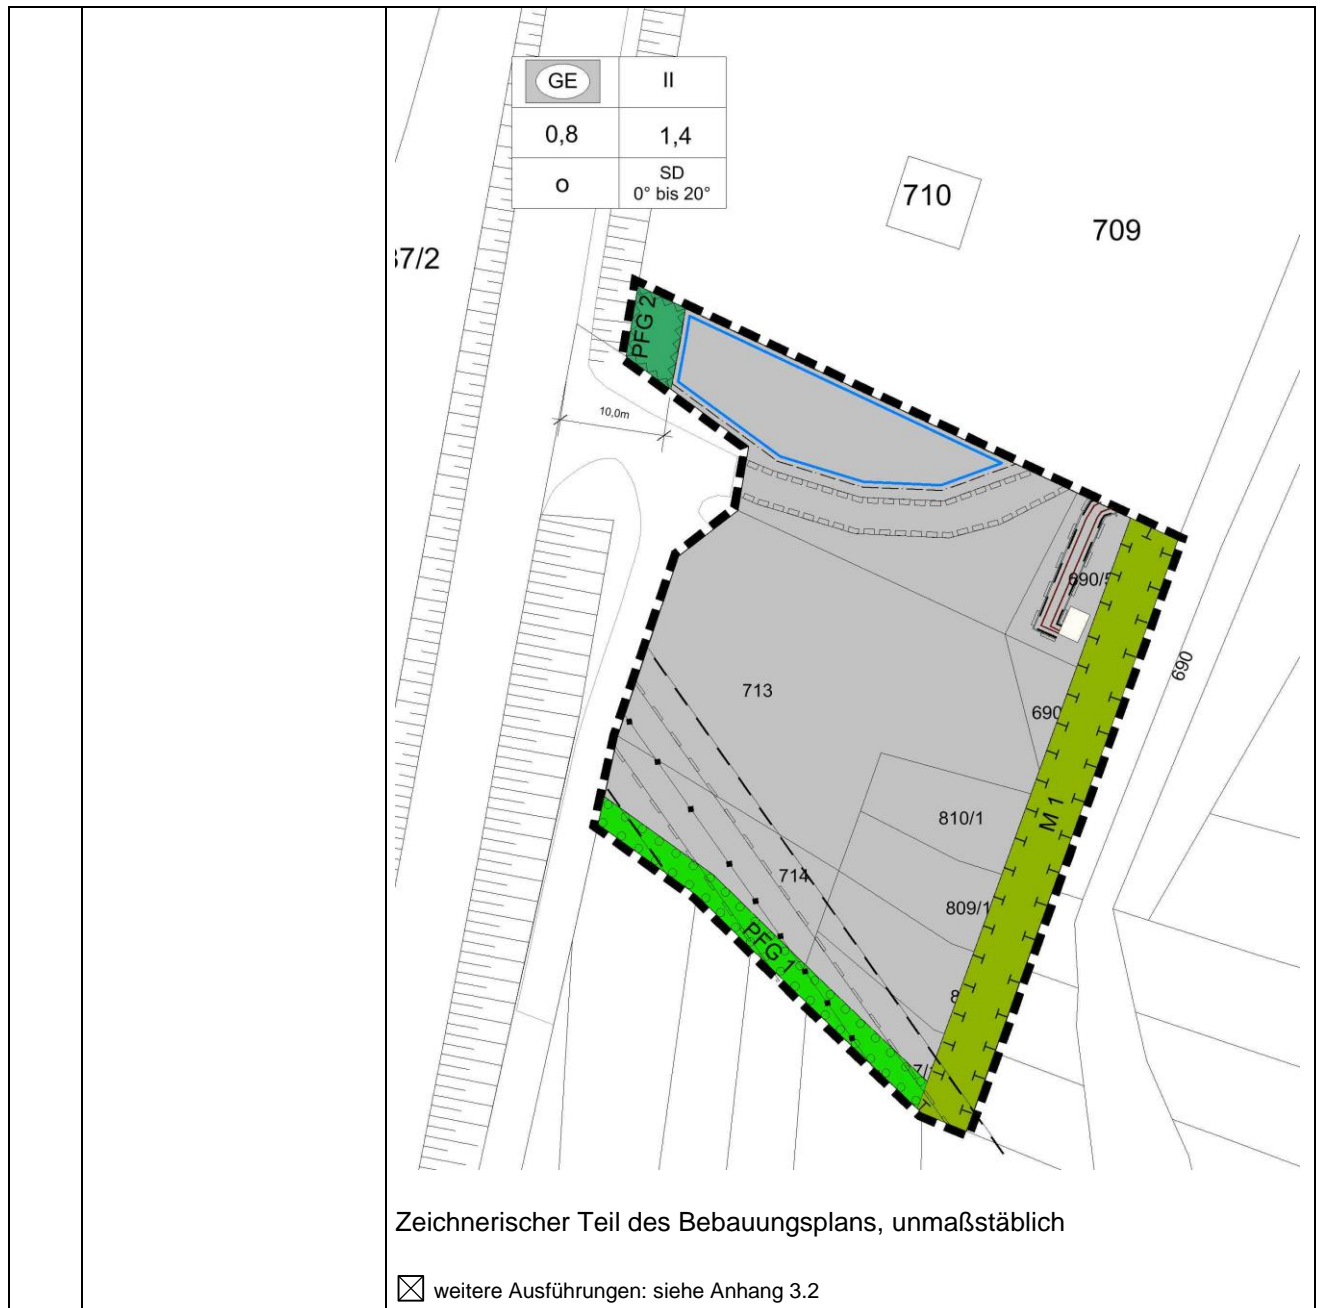 GE II
0,8 1,4
o SD
0° bis 20°
710
709
37/2
PFG 2
10,0m
690/5
690
713
690
810/1
M 1
714
809/1
PFG 1
8
7/
Zeichnerischer Teil des Bebauungsplans, unmaßstäblich
☒ weitere Ausführungen: siehe Anhang 3.2